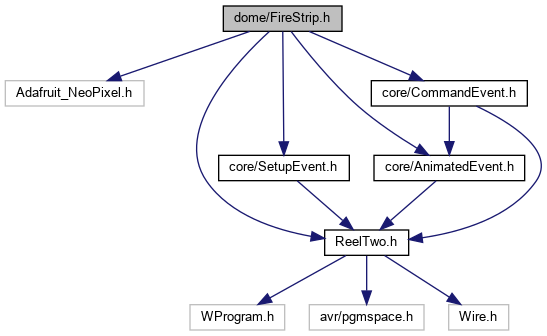 dome/FireStrip.h
Adafruit_NeoPixel.h
core/CommandEvent.h
core/SetupEvent.h
core/AnimatedEvent.h
ReelTwo.h
WProgram.h
avr/pgmspace.h
Wire.h